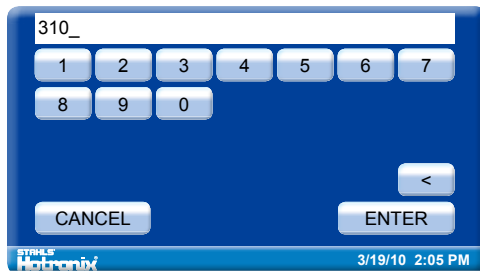 310_
1 2 3 4 5 6 7
8 9 0
<
CANCEL ENTER
STAHLS'
Hotronix 3/19/10 2:05 PM